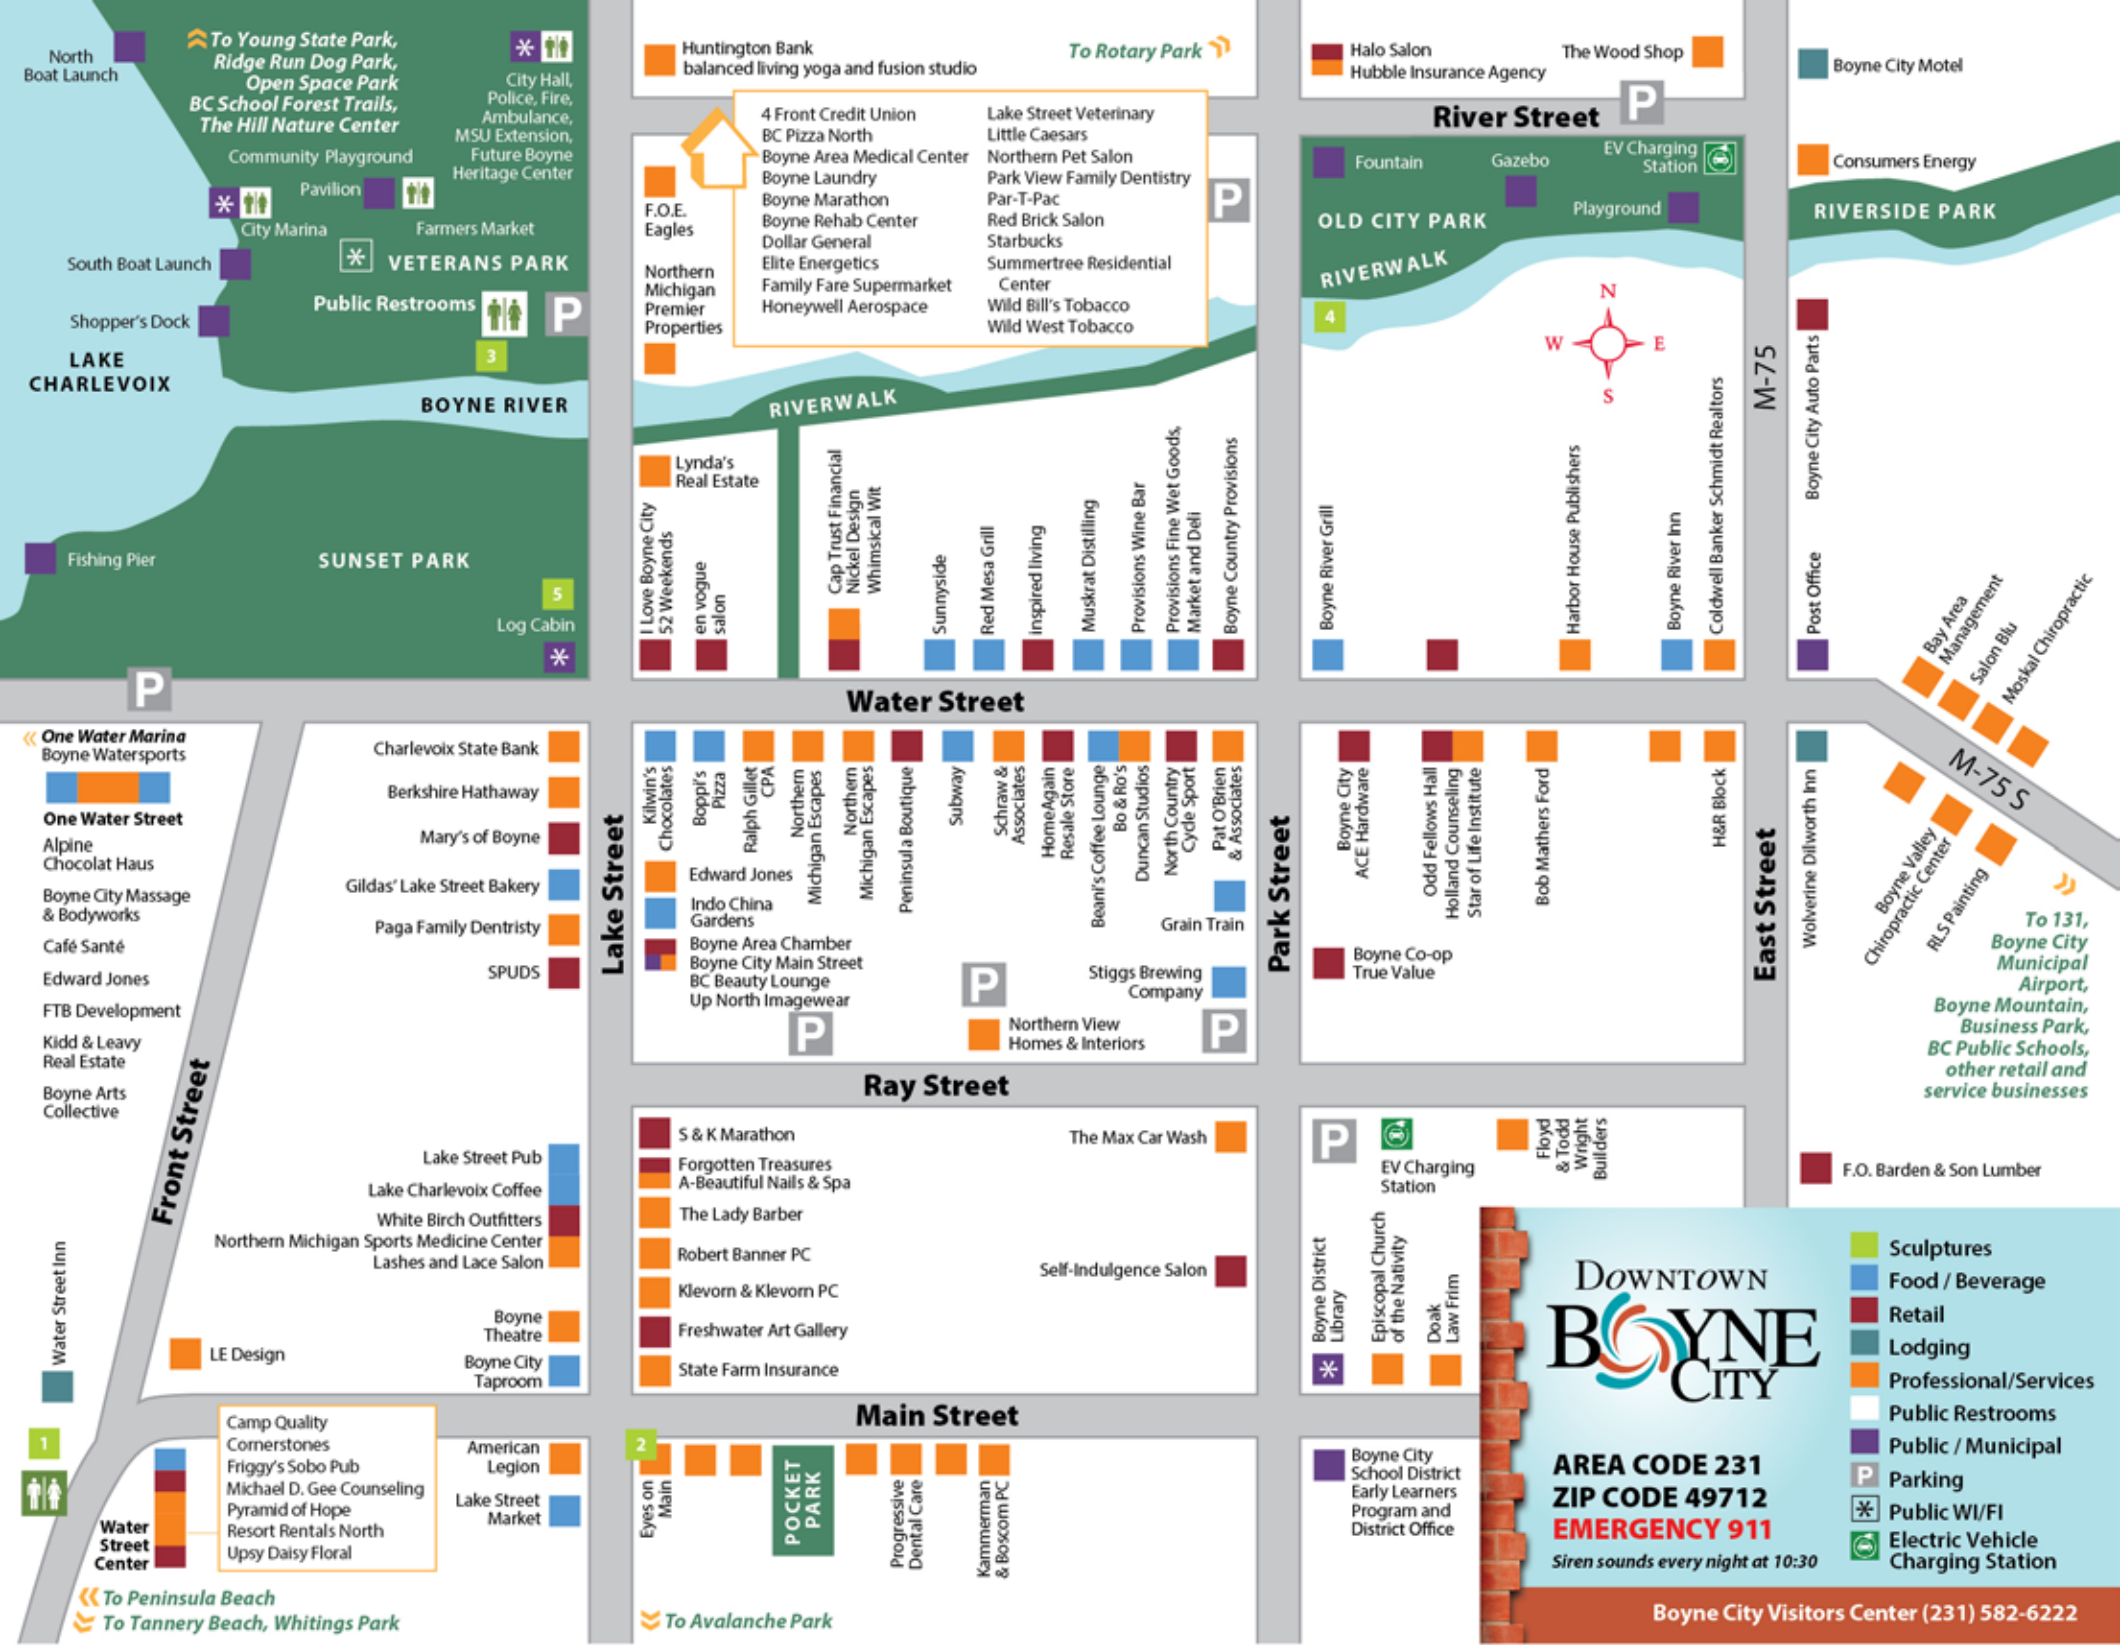 North
Boat Launch
To Young State Park,
Ridge Run Dog Park,
Open Space Park
BC School Forest Trails,
The Hill Nature Center
*
City Hall,
Police, Fire,
Ambulance,
MSU Extension,
Future Boyne
Heritage Center
Community Playground
Pavilion
*
City Marina
Farmers Market
*
VETERANS PARK
South Boat Launch
Public Restrooms
P
Shopper's Dock
3
LAKE
CHARLEVOIX
BOYNE RIVER
Fishing Pier
SUNSET PARK
5
Log Cabin
*
P
Huntington Bank
balanced living yoga and fusion studio
To Rotary Park
4 Front Credit Union
BC Pizza North
Boyne Area Medical Center
Boyne Laundry
Boyne Marathon
Boyne Rehab Center
Dollar General
Elite Energetics
Family Fare Supermarket
Honeywell Aerospace
Lake Street Veterinary
Little Caesars
Northern Pet Salon
Park View Family Dentistry
Par-T-Pac
Red Brick Salon
Starbucks
Summertree Residential
Center
Wild Bill's Tobacco
Wild West Tobacco
F.O.E.
Eagles
Northern
Michigan
Premier
Properties
P
RIVERWALK
Lynda's
Real Estate
I Love Boyne City
52 Weekends
en vogue
salon
Cap Trust Financial
Nickel Design
Whimsical Wit
Sunnyside
Red Mesa Grill
inspired living
Muskrat Distilling
Provisions Wine Bar
Provisions Fine Wet Goods,
Market and Deli
Boyne Country Provisions
Halo Salon
Hubble Insurance Agency
The Wood Shop
River Street
P
Fountain
Gazebo
EV Charging
Station
Playground
OLD CITY PARK
RIVERWALK
4
N
W
E
S
Boyne River Grill
Harbor House Publishers
Boyne River Inn
Coldwell Banker Schmidt Realtors
M-75
Boyne City Motel
Consumers Energy
RIVERSIDE PARK
Boyne City Auto Parts
Post Office
Bay Area
Management
Salon Blu
Moskal Chiropractic
Water Street
One Water Marina
Boyne Watersports
One Water Street
Alpine
Chocolat Haus
Boyne City Massage
& Bodyworks
Café Santé
Edward Jones
FTB Development
Kidd & Leavy
Real Estate
Boyne Arts
Collective
Front Street
Charlevoix State Bank
Berkshire Hathaway
Mary's of Boyne
Gildas' Lake Street Bakery
Paga Family Dentristy
SPUDS
Lake Street Pub
Lake Charlevoix Coffee
White Birch Outfitters
Northern Michigan Sports Medicine Center
Lashes and Lace Salon
Boyne
Theatre
Boyne City
Taproom
LE Design
Water Street Inn
1
Lake Street
Kilwin's
Chocolates
Boppi's
Pizza
Ralph Gillet
CPA
Northern
Michigan Escapes
Northern
Michigan Escapes
Peninsula Boutique
Subway
Schraw &
Associates
HomeAgain
Resale Store
Beani's Coffee Lounge
Bo & Ro's
Duncan Studios
North Country
Cycle Sport
Pat O'Brien
& Associates
Edward Jones
Indo China
Gardens
Boyne Area Chamber
Boyne City Main Street
BC Beauty Lounge
Up North Imagewear
P
P
Grain Train
Stiggs Brewing
Company
Northern View
Homes & Interiors
P
Park Street
Boyne City
ACE Hardware
Odd Fellows Hall
Holland Counseling
Star of Life Institute
Bob Mathers Ford
H&R Block
Boyne Co-op
True Value
East Street
Wolverine Dilworth Inn
M-75 S
Boyne Valley
Chiropractic Center
RLS Painting
To 131,
Boyne City
Municipal
Airport,
Boyne Mountain,
Business Park,
BC Public Schools,
other retail and
service businesses
Ray Street
S & K Marathon
Forgotten Treasures
A-Beautiful Nails & Spa
The Lady Barber
Robert Banner PC
Klevorn & Klevorn PC
Freshwater Art Gallery
State Farm Insurance
The Max Car Wash
Self-Indulgence Salon
P
EV Charging
Station
Floyd
& Todd
Wright
Builders
Boyne District
Library
*
Episcopal Church
of the Nativity
Doak
Law Frim
F.O. Barden & Son Lumber
Main Street
Camp Quality
Cornerstones
Friggy's Sobo Pub
Michael D. Gee Counseling
Pyramid of Hope
Resort Rentals North
Upsy Daisy Floral
Water
Street
Center
American
Legion
Lake Street
Market
To Peninsula Beach
To Tannery Beach, Whitings Park
2
Eyes on
Main
POCKET
PARK
Progressive
Dental Care
Kammerman
& Boscom PC
To Avalanche Park
Boyne City
School District
Early Learners
Program and
District Office
DOWNTOWN
BOYNE
CITY
AREA CODE 231
ZIP CODE 49712
EMERGENCY 911
Siren sounds every night at 10:30
Sculptures
Food / Beverage
Retail
Lodging
Professional/Services
Public Restrooms
Public / Municipal
P Parking
* Public WI/FI
Electric Vehicle
Charging Station
Boyne City Visitors Center (231) 582-6222